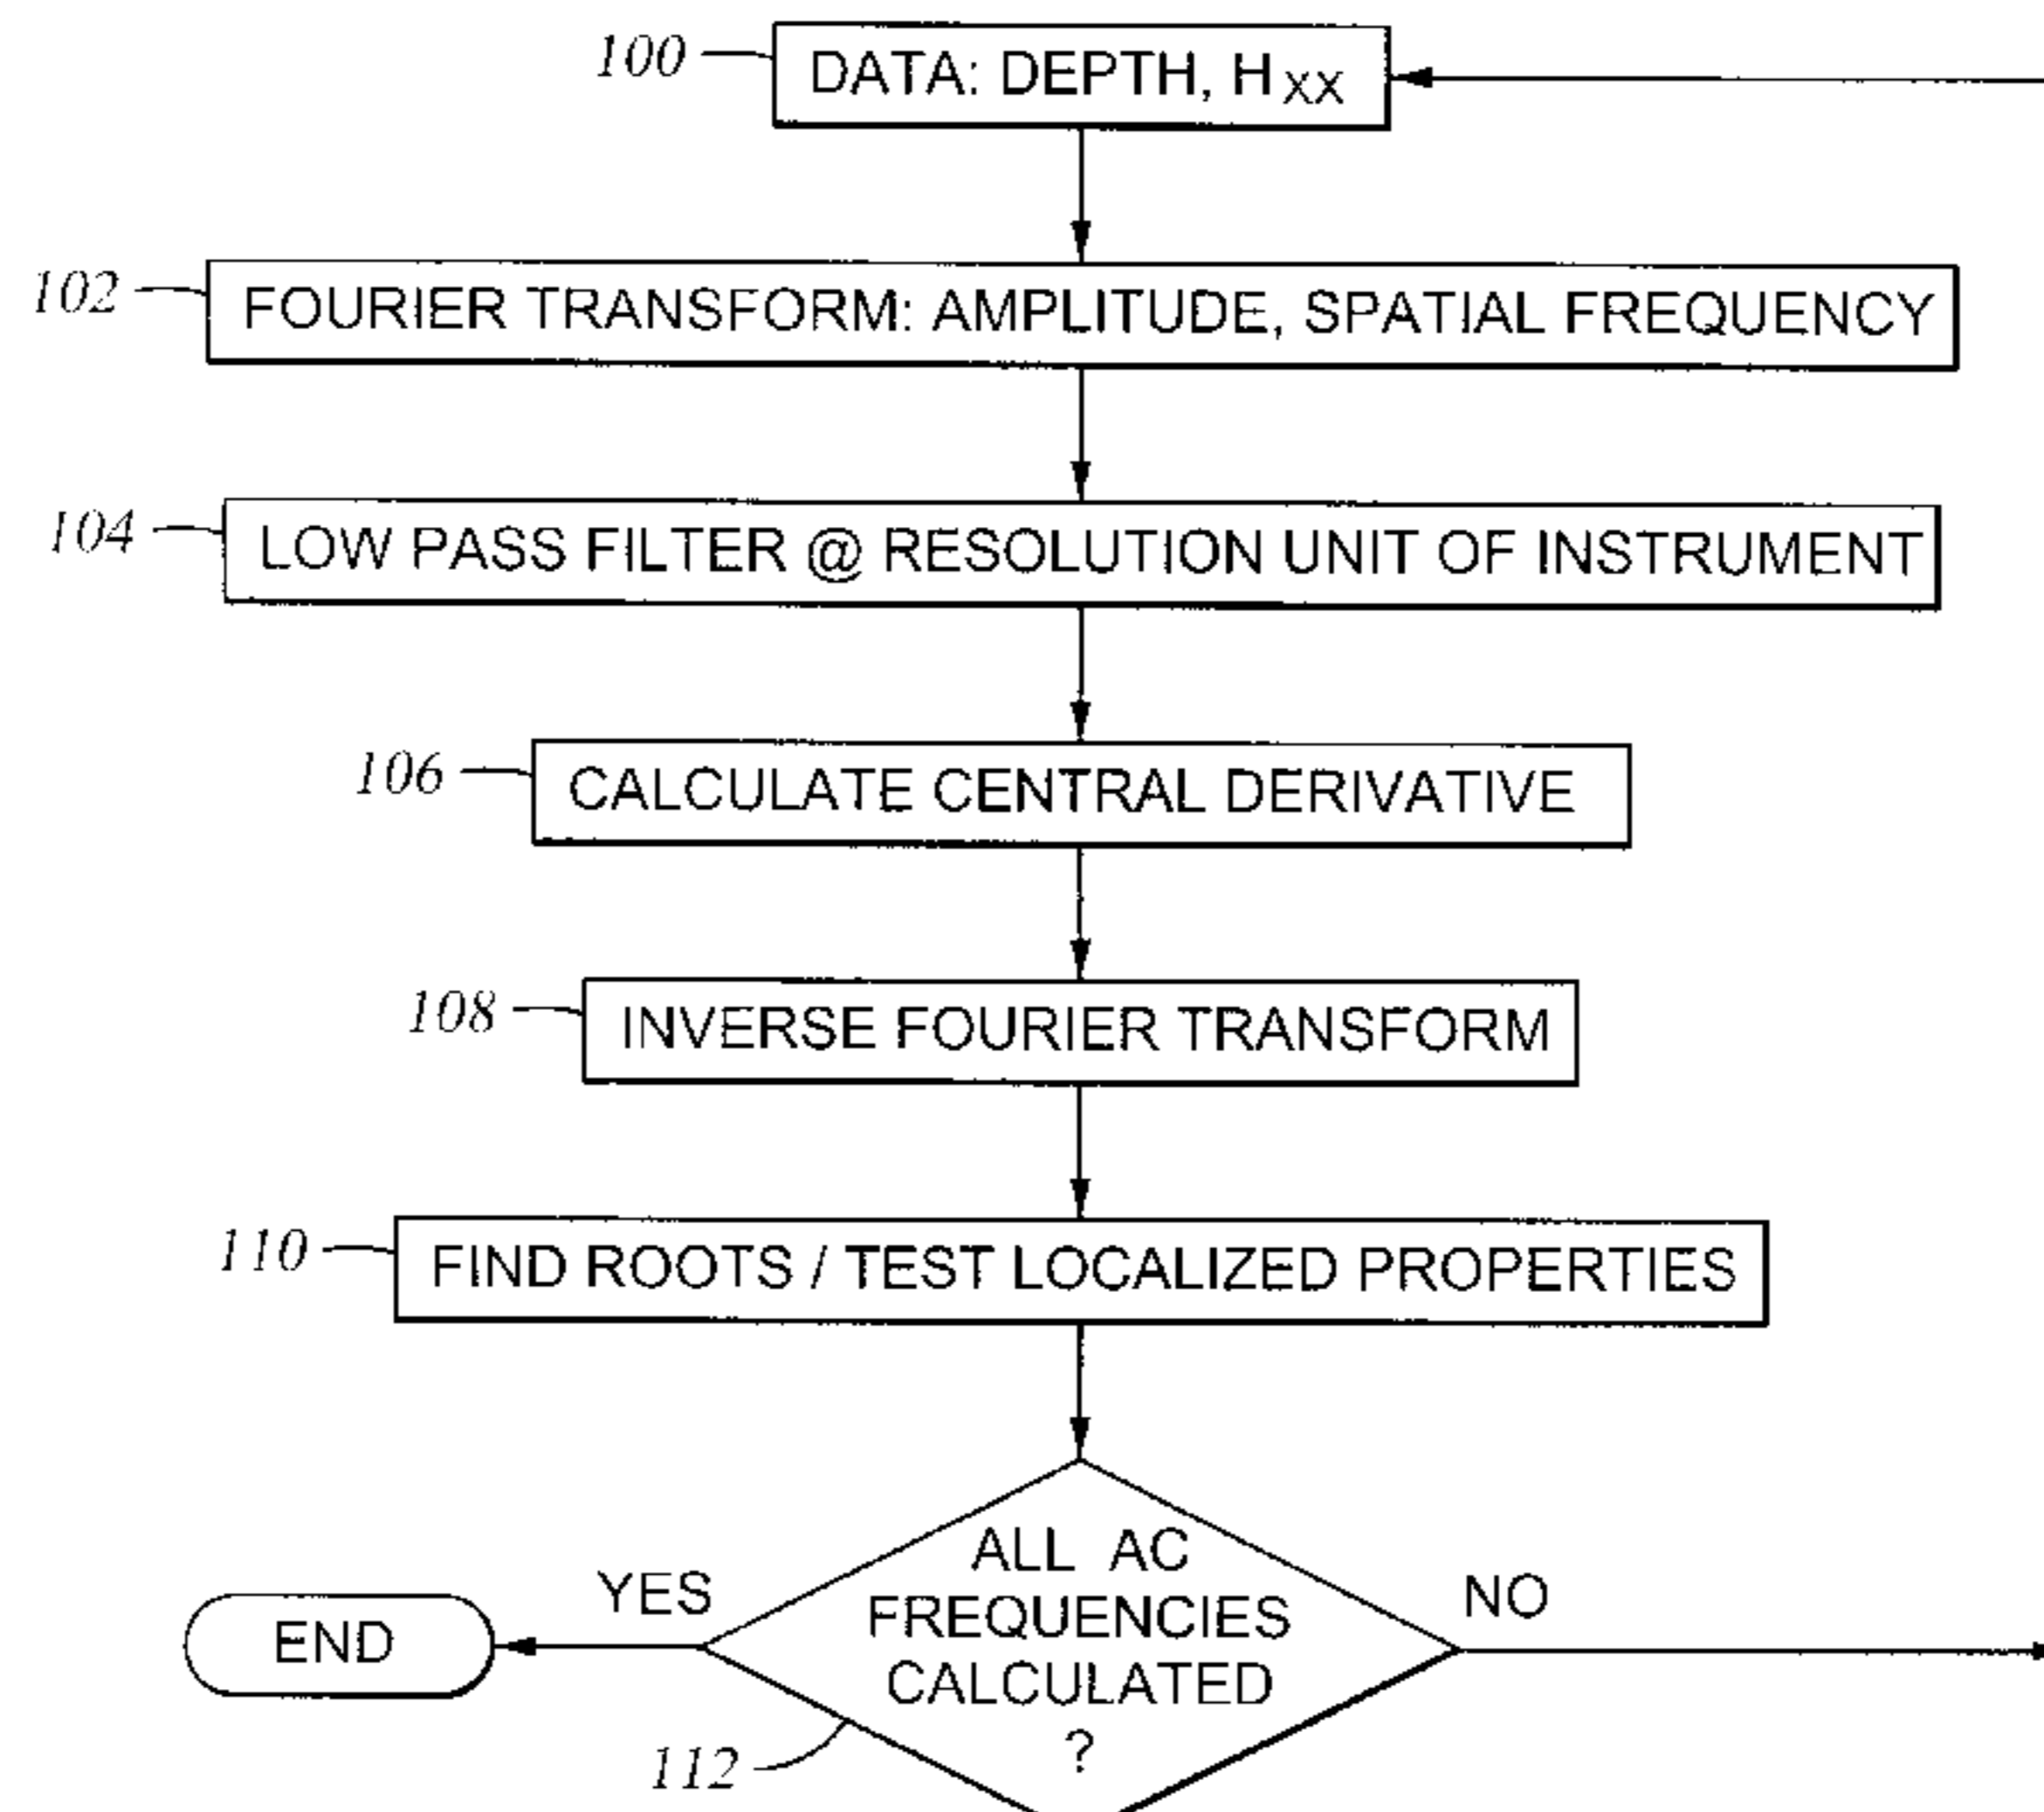 100
DATA: DEPTH, HXX
102
FOURIER TRANSFORM: AMPLITUDE, SPATIAL FREQUENCY
104
LOW PASS FILTER @ RESOLUTION UNIT OF INSTRUMENT
106
CALCULATE CENTRAL DERIVATIVE
108
INVERSE FOURIER TRANSFORM
110
FIND ROOTS / TEST LOCALIZED PROPERTIES
ALL AC
FREQUENCIES
CALCULATED
?
YES
NO
END
112